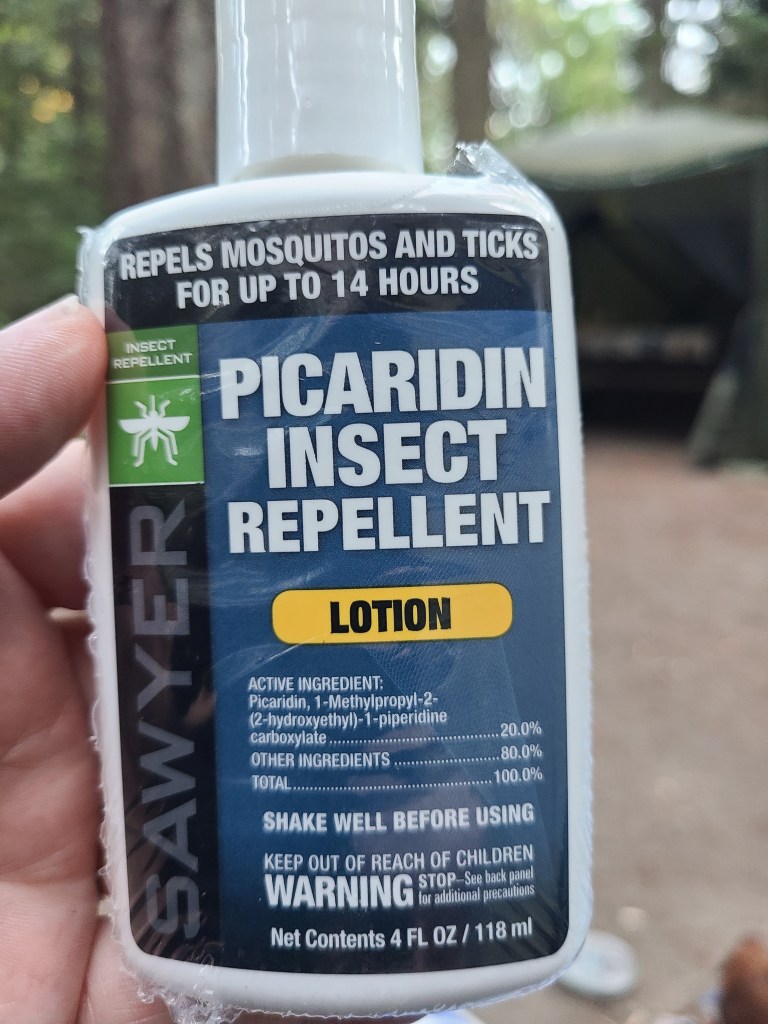 REPELS MOSQUITOS AND TICKS
FOR UP TO 14 HOURS
INSECT
REPELLENT
PICARIDIN
INSECT
REPELLENT
LOTION
SAWYER
ACTIVE INGREDIENT:
Picaridin, 1-Methylpropyl-2-
(2-hydroxyethyl)-1-piperidine
carboxylate ........................................ 20.0%
OTHER INGREDIENTS ........................ 80.0%
TOTAL ............................................... 100.0%
SHAKE WELL BEFORE USING
KEEP OUT OF REACH OF CHILDREN
WARNING STOP–See back panel
for additional precautions
Net Contents 4 FL OZ / 118 ml